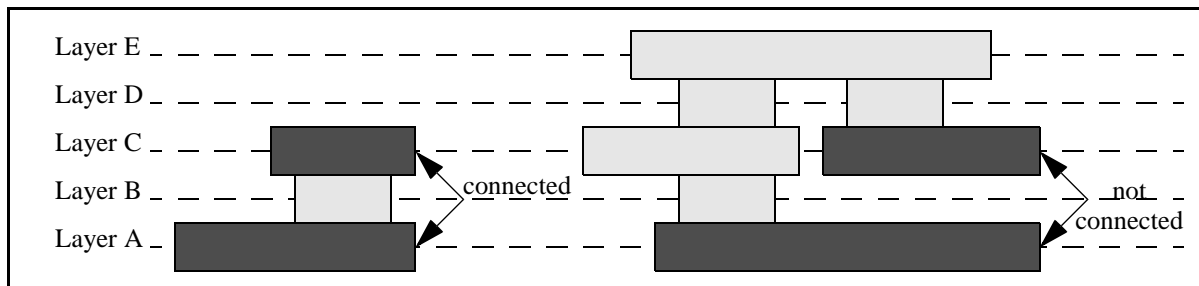 Layer E
Layer D
Layer C
Layer B
Layer A
connected
not
connected